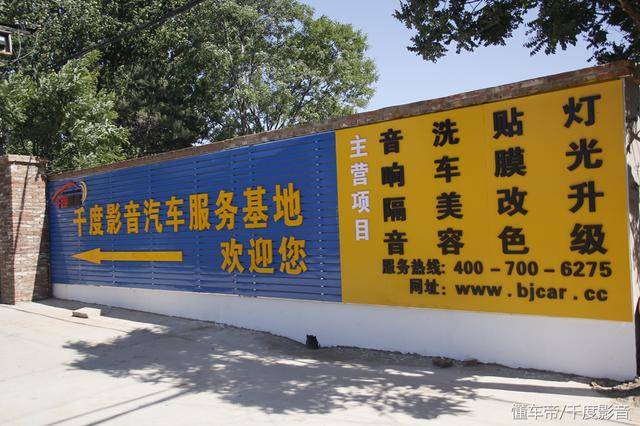 千度影音汽车服务基地
欢迎您
主营项目
音响隔音
洗车美容
贴膜改色
灯光升级
服务热线: 400-700-6275
网址: www.bjcar.cc
懂车帝/千度影音